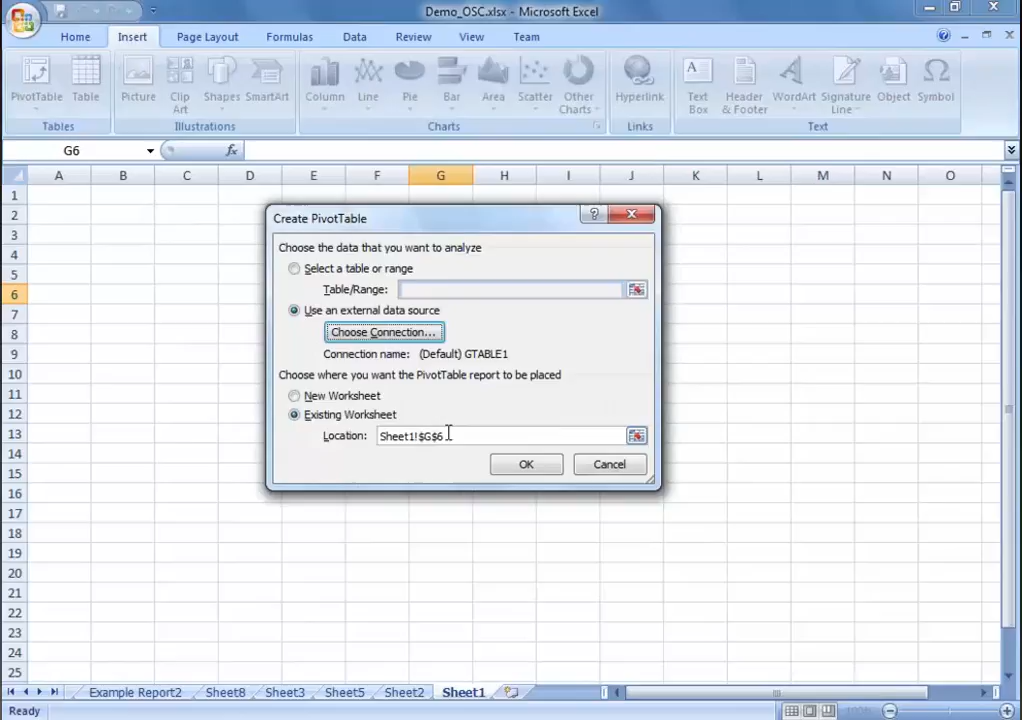 Demo_OSC.xlsx - Microsoft Excel
Home Insert Page Layout Formulas Data Review View Team
PivotTable Table Picture Clip Art Shapes SmartArt Column Line Pie Bar Area Scatter Other Charts Hyperlink Text Box Header & Footer WordArt Signature Line Object Symbol
Tables Illustrations Charts Links Text
G6 fx
A B C D E F G H I J K L M N O
1
2
3
4
5
6
7
8
9
10
11
12
13
14
15
16
17
18
19
20
21
22
23
24
25
Create PivotTable
Choose the data that you want to analyze
Select a table or range
Table/Range:
Use an external data source
Choose Connection...
Connection name: (Default) GTABLE1
Choose where you want the PivotTable report to be placed
New Worksheet
Existing Worksheet
Location: Sheet1!$G$6
OK Cancel
Example Report2 Sheet8 Sheet3 Sheet5 Sheet2 Sheet1
Ready 100%